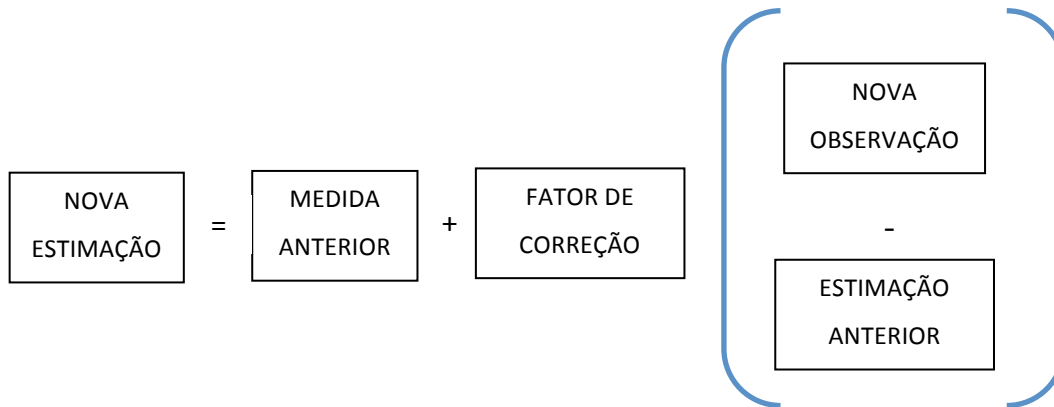 NOVA
ESTIMAÇÃO
=
MEDIDA
ANTERIOR
+
FATOR DE
CORREÇÃO
NOVA
OBSERVAÇÃO
-
ESTIMAÇÃO
ANTERIOR